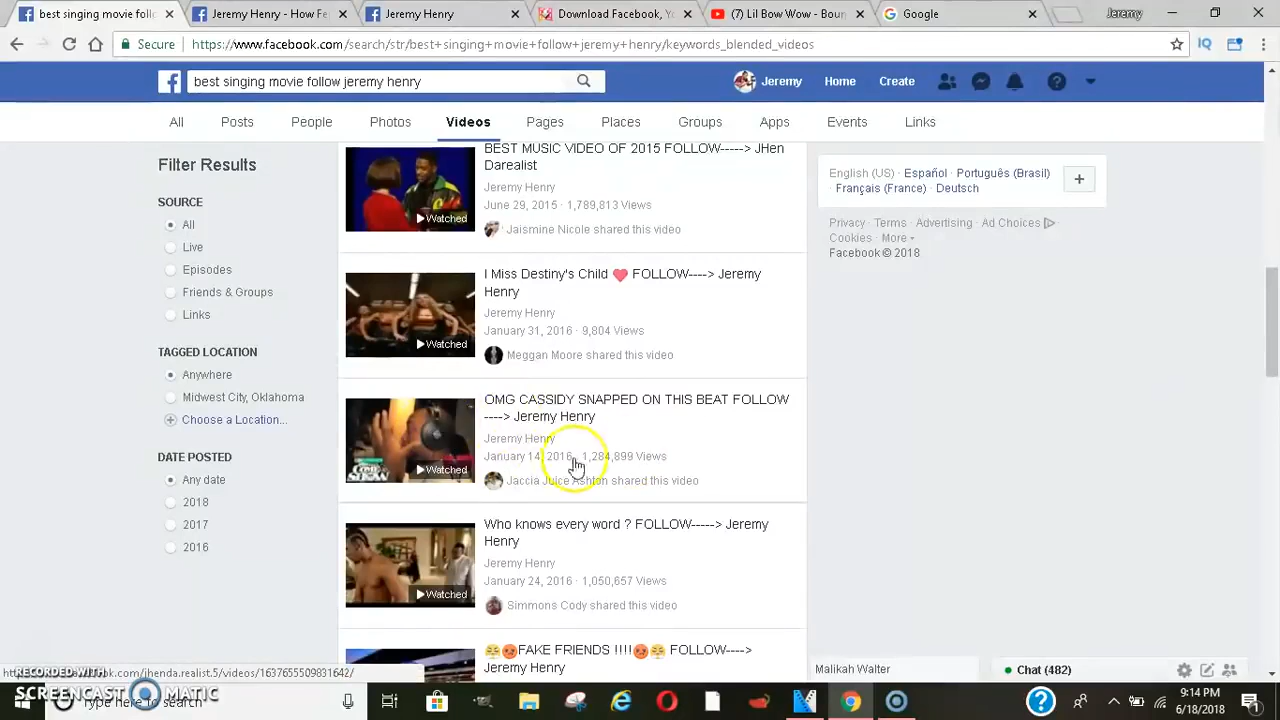 best singing movie fo
Jeremy Henry - How Fe
Jeremy Henry
Download Facebook, Yo
(7) Lil Bow Wow - Boun
Google
Jeremy
Secure
https://www.facebook.com/search/str/best+singing+movie+follow+jeremy+henry/keywords_blended_videos
best singing movie follow jeremy henry
Jeremy
Home
Create
All
Posts
People
Photos
Videos
Pages
Places
Groups
Apps
Events
Links
Filter Results
SOURCE
All
Live
Episodes
Friends & Groups
Links
TAGGED LOCATION
Anywhere
Midwest City, Oklahoma
Choose a Location...
DATE POSTED
Any date
2018
2017
2016
BEST MUSIC VIDEO OF 2015 FOLLOW-----> JHen
Darealist
Jeremy Henry
June 29, 2015 · 1,789,813 Views
Jaismine Nicole shared this video
Watched
I Miss Destiny's Child ❤ FOLLOW----> Jeremy
Henry
Jeremy Henry
January 31, 2016 · 9,804 Views
Meggan Moore shared this video
Watched
OMG CASSIDY SNAPPED ON THIS BEAT FOLLOW
----> Jeremy Henry
Jeremy Henry
January 14, 2016 · 1,284,899 Views
Jaccia Juice Ashton shared this video
Watched
Who knows every word ? FOLLOW-----> Jeremy
Henry
Jeremy Henry
January 24, 2016 · 1,050,657 Views
Simmons Cody shared this video
Watched
FAKE FRIENDS !!!! FOLLOW---->
Jeremy Henry
English (US) · Español · Português (Brasil) ·
Français (France) · Deutsch
Privacy · Terms · Advertising · Ad Choices ·
Cookies · More
Facebook © 2018
Malikah Walter
Chat (482)
RECORDED WITH
SCREENCAST MATIC
Type here to search
9:14 PM
6/18/2018